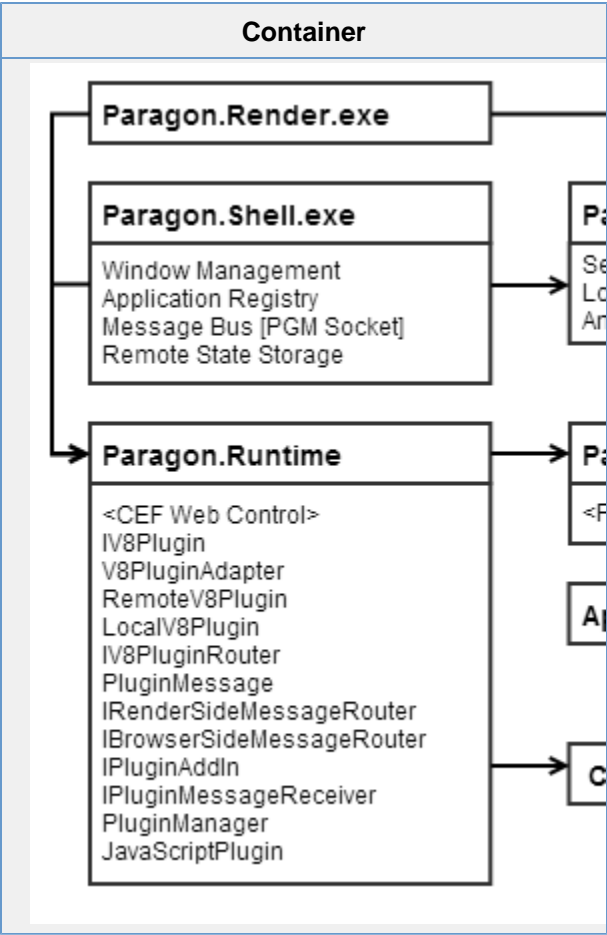 Container
Paragon.Render.exe
Paragon.Shell.exe
Window Management
Application Registry
Message Bus [PGM Socket]
Remote State Storage
Paragon.Runtime
<CEF Web Control>
IV8Plugin
V8PluginAdapter
RemoteV8Plugin
LocalV8Plugin
IV8PluginRouter
PluginMessage
IRenderSideMessageRouter
IBrowserSideMessageRouter
IPluginAddIn
IPluginMessageReceiver
PluginManager
JavaScriptPlugin